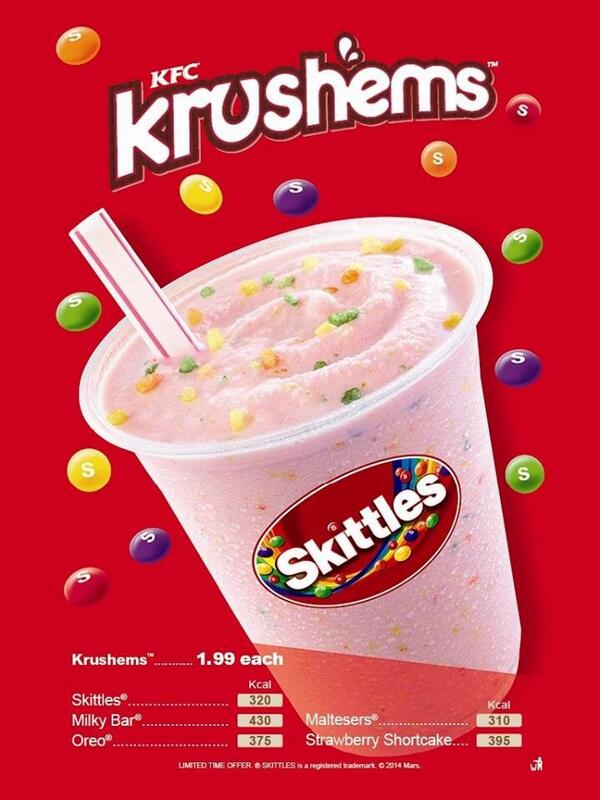 KFC
krushems™
Skittles
Krushems™.......... 1.99 each
Kcal
Skittles®........................ 320
Milky Bar®..................... 430
Oreo®............................ 375
Kcal
Maltesers®..................... 310
Strawberry Shortcake.... 395
LIMITED TIME OFFER. ® SKITTLES is a registered trademark. © 2014 Mars.
S
S
S
S
S
S
S
S
S
S
S
S